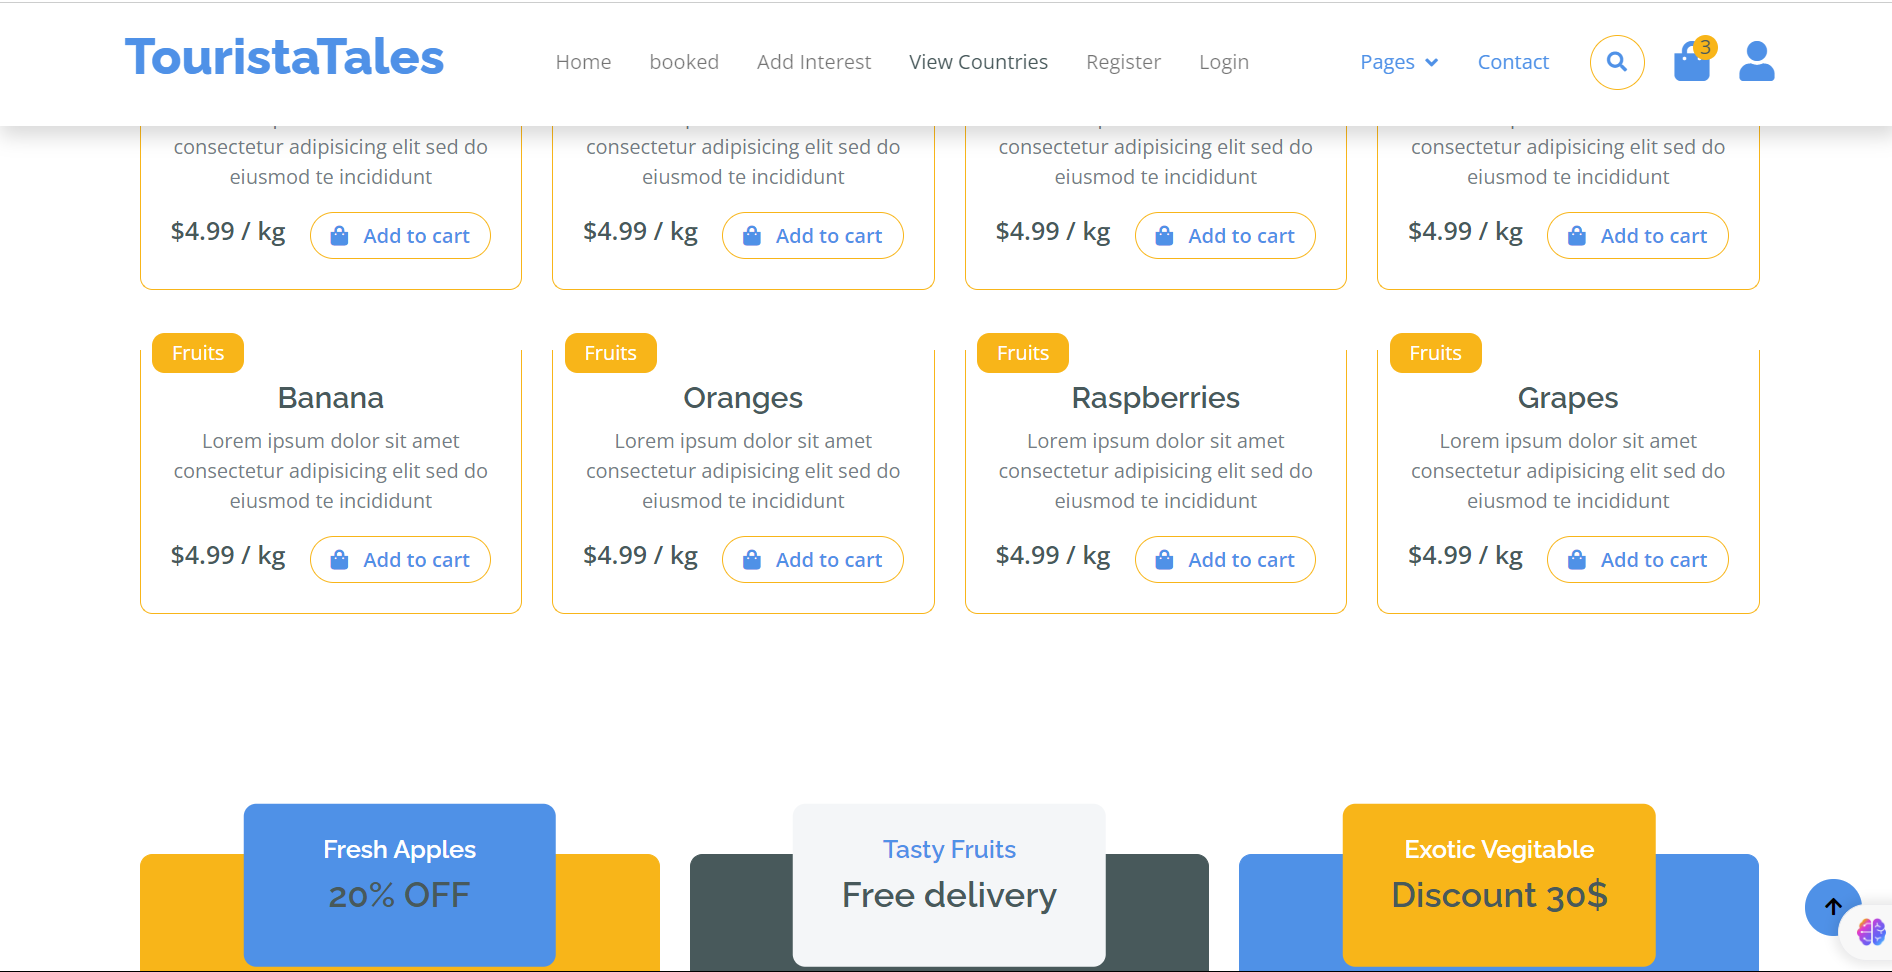 TouristaTales
Home booked Add Interest View Countries Register Login Pages Contact 3
consectetur adipisicing elit sed do consectetur adipisicing elit sed do consectetur adipisicing elit sed do consectetur adipisicing elit sed do
eiusmod te incididunt eiusmod te incididunt eiusmod te incididunt eiusmod te incididunt
$4.99 / kg Add to cart $4.99 / kg Add to cart $4.99 / kg Add to cart $4.99 / kg Add to cart
Fruits Fruits Fruits Fruits
Banana Oranges Raspberries Grapes
Lorem ipsum dolor sit amet Lorem ipsum dolor sit amet Lorem ipsum dolor sit amet Lorem ipsum dolor sit amet
consectetur adipisicing elit sed do consectetur adipisicing elit sed do consectetur adipisicing elit sed do consectetur adipisicing elit sed do
eiusmod te incididunt eiusmod te incididunt eiusmod te incididunt eiusmod te incididunt
$4.99 / kg Add to cart $4.99 / kg Add to cart $4.99 / kg Add to cart $4.99 / kg Add to cart
Fresh Apples Tasty Fruits Exotic Vegitable
20% OFF Free delivery Discount 30$